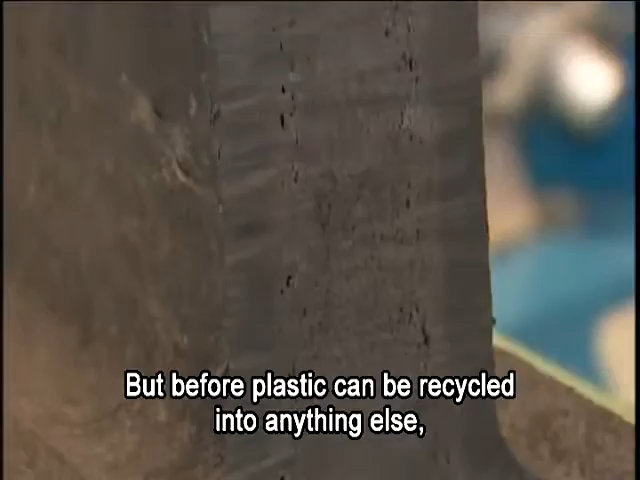 But before plastic can be recycled
into anything else,